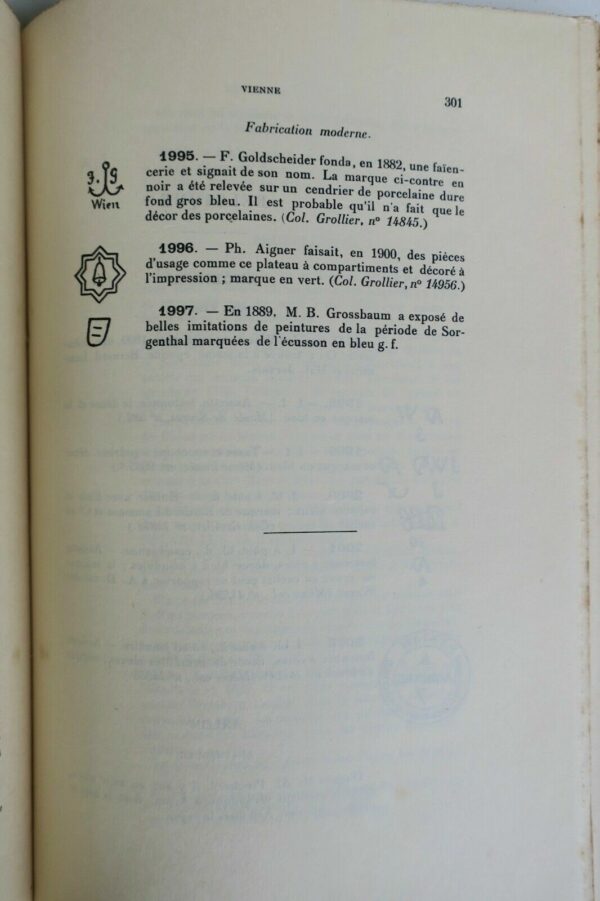 VIENNE
301
Fabrication moderne.
1995. — F. Goldscheider fonda, en 1882, une faïen-
cerie et signait de son nom. La marque ci-contre en
noir a été relevée sur un cendrier de porcelaine dure
fond gros bleu. Il est probable qu'il n'a fait que le
décor des porcelaines. (Col. Grollier, nº 14845.)
g. g
Wien
1996. — Ph. Aigner faisait, en 1900, des pièces
d'usage comme ce plateau à compartiments et décoré à
l'impression ; marque en vert. (Col. Grollier, nº 14956.)
1997. — En 1889, M. B. Grossbaum a exposé de
belles imitations de peintures de la période de Sor-
genthal marquées de l'écusson en bleu g. f.